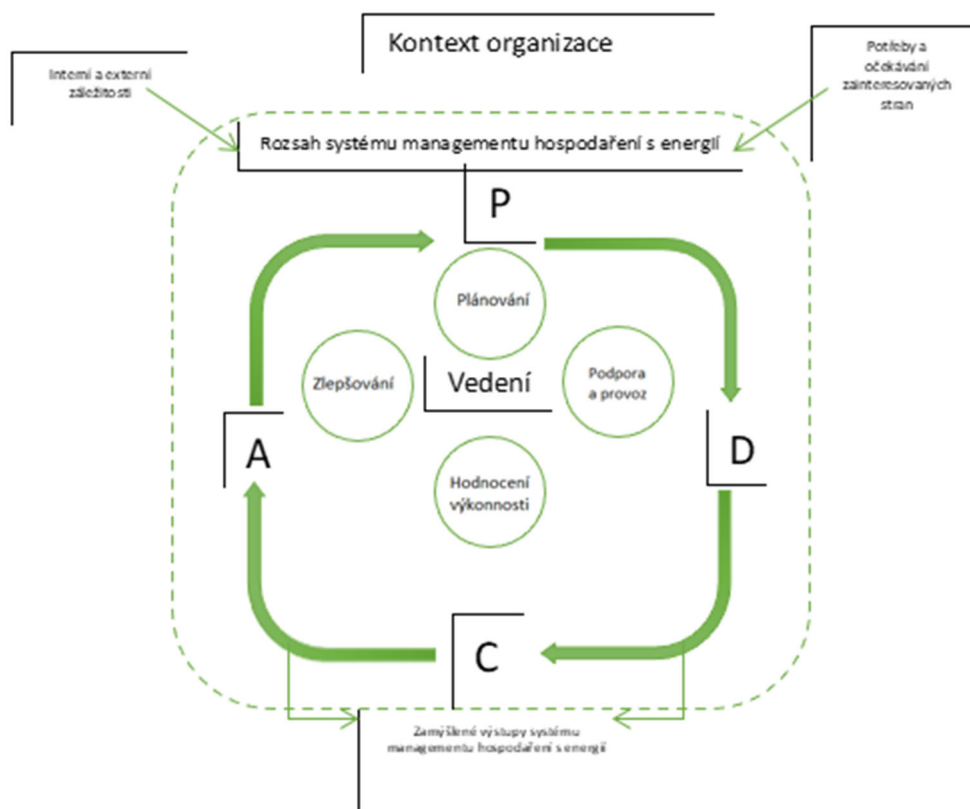 Kontext organizace
Interní a externí
záležitosti
Potřeby a
očekávání
zainteresovaných
stran
Rozsah systému managementu hospodaření s energií
P
Plánování
Zlepšování
Vedení
Podpora
a provoz
A
D
Hodnocení
výkonnosti
C
Zamýšlené výstupy systému
managementu hospodaření s energií